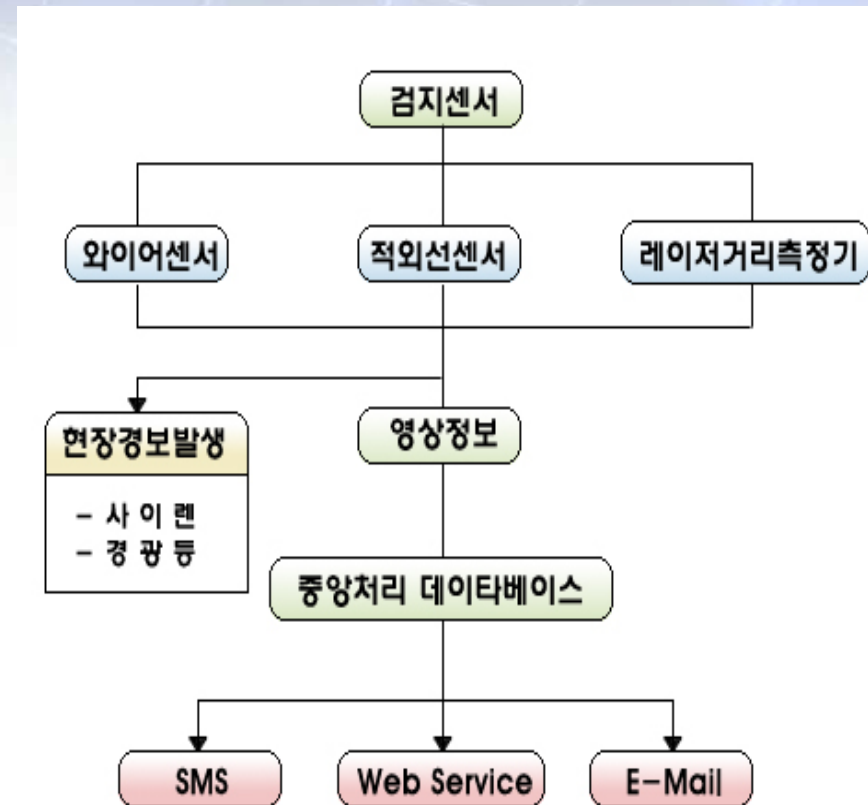 검지센서
와이어센서
적외선센서
레이저거리측정기
현장경보발생
- 사 이 렌
- 경 광 등
영상정보
중앙처리 데이타베이스
SMS
Web Service
E-Mail